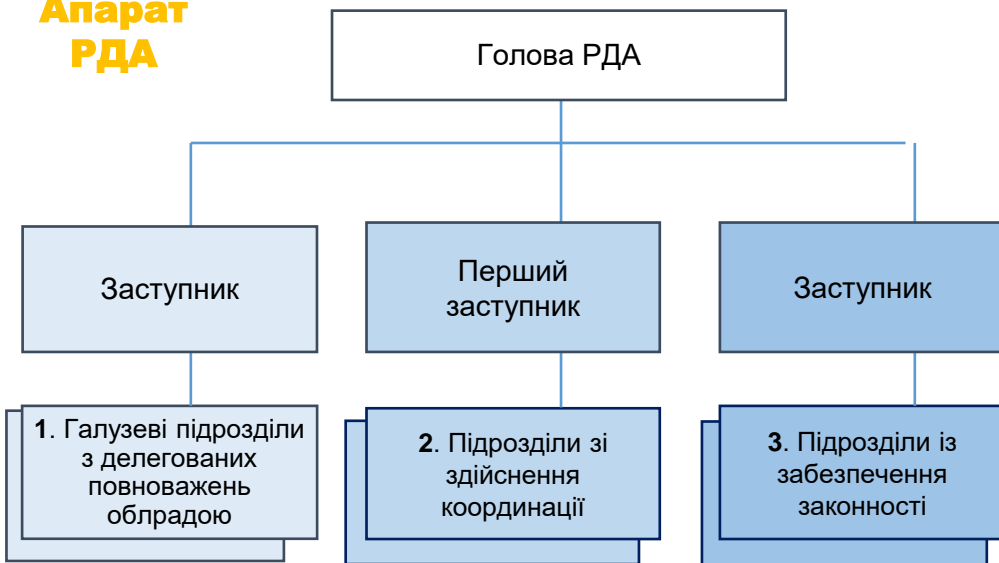 Апарат
РДА
Голова РДА
Заступник
Перший
заступник
Заступник
1. Галузеві підрозділи
з делегованих
повноважень
облрадою
2. Підрозділи зі
здійснення
координації
3. Підрозділи із
забезпечення
законності